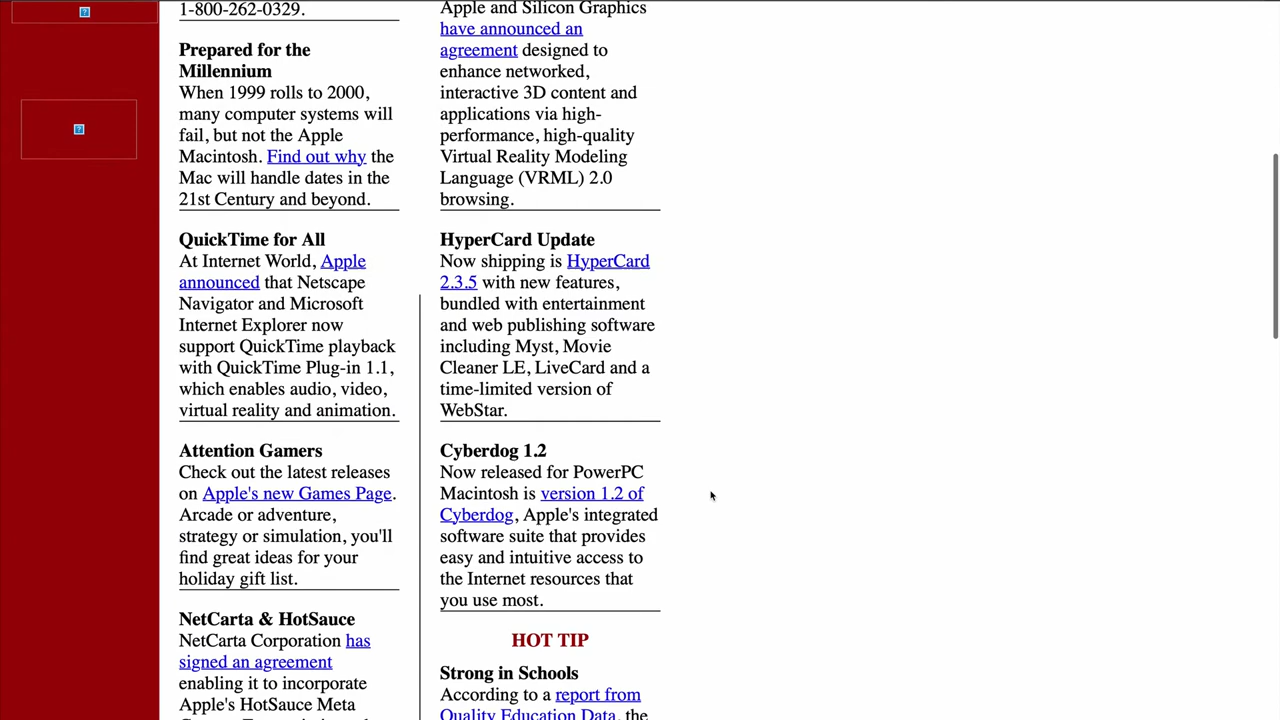 1-800-262-0329.
Prepared for the
Millennium
When 1999 rolls to 2000,
many computer systems will
fail, but not the Apple
Macintosh. Find out why the
Mac will handle dates in the
21st Century and beyond.
QuickTime for All
At Internet World, Apple
announced that Netscape
Navigator and Microsoft
Internet Explorer now
support QuickTime playback
with QuickTime Plug-in 1.1,
which enables audio, video,
virtual reality and animation.
Attention Gamers
Check out the latest releases
on Apple's new Games Page.
Arcade or adventure,
strategy or simulation, you'll
find great ideas for your
holiday gift list.
NetCarta & HotSauce
NetCarta Corporation has
signed an agreement
enabling it to incorporate
Apple's HotSauce Meta
Apple and Silicon Graphics
have announced an
agreement designed to
enhance networked,
interactive 3D content and
applications via high-
performance, high-quality
Virtual Reality Modeling
Language (VRML) 2.0
browsing.
HyperCard Update
Now shipping is HyperCard
2.3.5 with new features,
bundled with entertainment
and web publishing software
including Myst, Movie
Cleaner LE, LiveCard and a
time-limited version of
WebStar.
Cyberdog 1.2
Now released for PowerPC
Macintosh is version 1.2 of
Cyberdog, Apple's integrated
software suite that provides
easy and intuitive access to
the Internet resources that
you use most.
HOT TIP
Strong in Schools
According to a report from
Quality Education Data, the